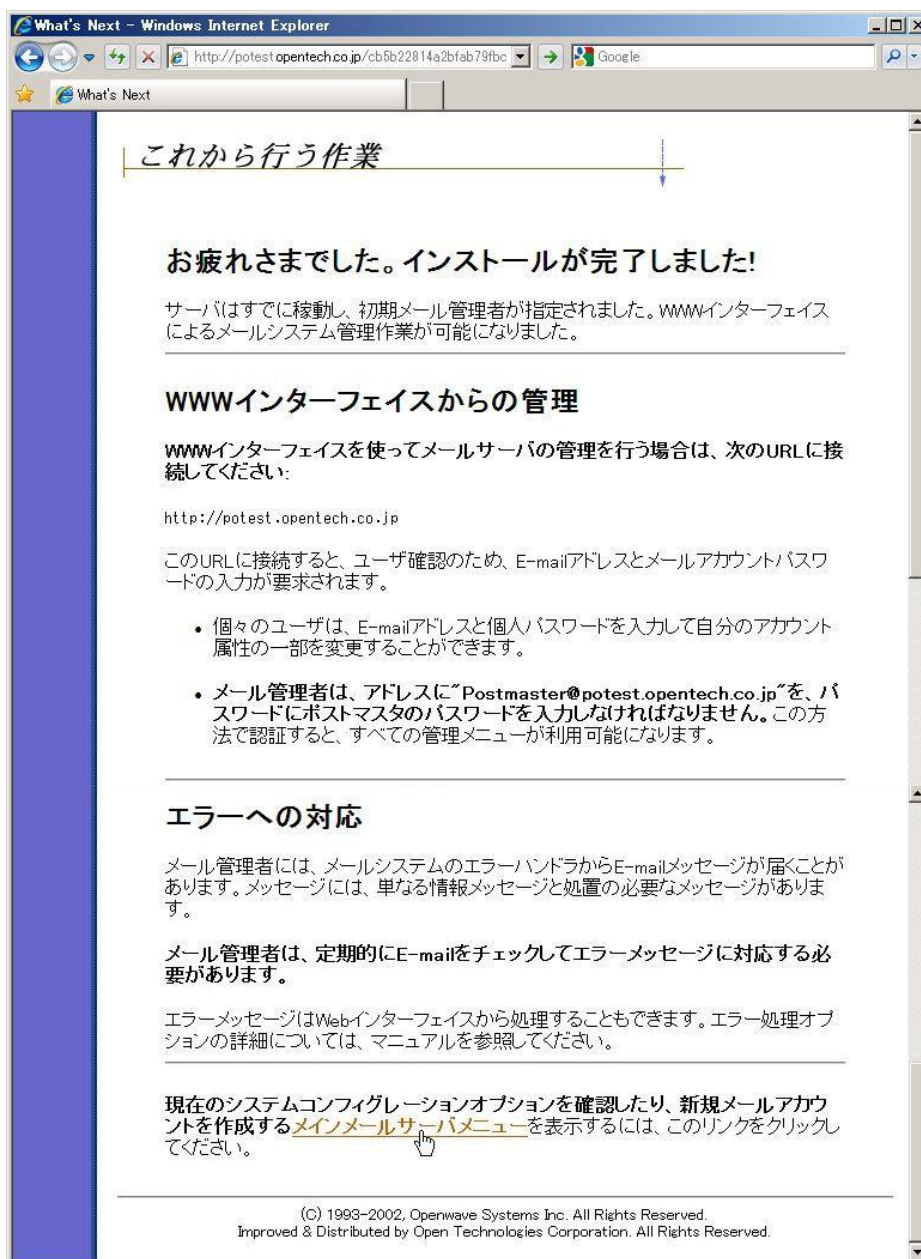 What's Next - Windows Internet Explorer
http://potest.opentech.co.jp/cb5b22814a2bfab79fbc
Google
What's Next
これから行う作業
お疲れさまでした。インストールが完了しました!
サーバはすでに稼動し、初期メール管理者が指定されました。WWWインターフェイス
によるメールシステム管理作業が可能になりました。
WWWインターフェイスからの管理
WWWインターフェイスを使ってメールサーバの管理を行う場合は、次のURLに接
続してください:
http://potest.opentech.co.jp
このURLに接続すると、ユーザ確認のため、E-mailアドレスとメールアカウントパスワ
ードの入力が要求されます。
• 個々のユーザは、E-mailアドレスと個人パスワードを入力して自分のアカウント
属性の一部を変更することができます。
• メール管理者は、アドレスに"Postmaster@potest.opentech.co.jp"を、パ
スワードにポストマスタのパスワードを入力しなければなりません。この方
法で認証すると、すべての管理メニューが利用可能になります。
エラーへの対応
メール管理者には、メールシステムのエラーハンドラからE-mailメッセージが届くことが
あります。メッセージには、単なる情報メッセージと処置の必要なメッセージがありま
す。
メール管理者は、定期的にE-mailをチェックしてエラーメッセージに対応する必
要があります。
エラーメッセージはWebインターフェイスから処理することもできます。エラー処理オプ
ションの詳細については、マニュアルを参照してください。
現在のシステムコンフィグレーションオプションを確認したり、新規メールアカウ
ントを作成するメインメールサーバメニューを表示するには、このリンクをクリックし
てください。
(C) 1993-2002, Openwave Systems Inc. All Rights Reserved.
Improved & Distributed by Open Technologies Corporation. All Rights Reserved.